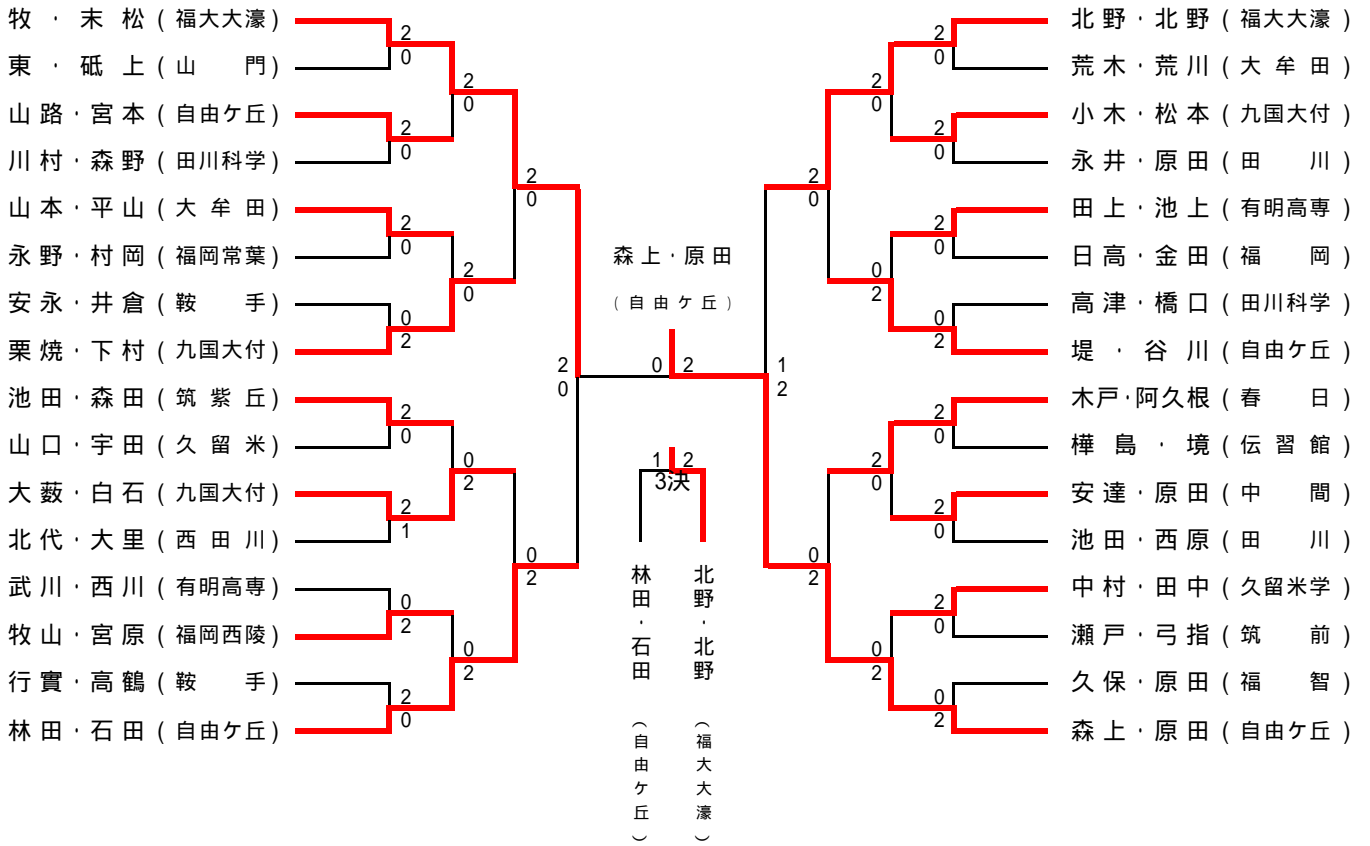 牧・末松(福大大濠)
東・砥上(山門)
山路・宮本(自由ケ丘)
川村・森野(田川科学)
山本・平山(大牟田)
永野・村岡(福岡常葉)
安永・井倉(鞍手)
栗焼・下村(九国大付)
池田・森田(筑紫丘)
山口・宇田(久留米)
大薮・白石(九国大付)
北代・大里(西田川)
武川・西川(有明高専)
牧山・宮原(福岡西陵)
行實・高鶴(鞍手)
林田・石田(自由ケ丘)
2
0
2
0
2
0
0
2
2
0
2
1
0
2
2
0
2
0
2
0
0
2
0
2
2
0
0
2
2
0
森上・原田
(自由ケ丘)
0 2
1 2
3決
林田・石田(自由ケ丘)
北野・北野(福大大濠)
1
2
2
0
0
2
2
0
0
2
2
0
0
2
2
0
2
0
2
0
0
2
2
0
2
0
2
0
0
2
北野・北野(福大大濠)
荒木・荒川(大牟田)
小木・松本(九国大付)
永井・原田(田川)
田上・池上(有明高専)
日高・金田(福岡)
高津・橋口(田川科学)
堤・谷川(自由ケ丘)
木戸・阿久根(春日)
樺島・境(伝習館)
安達・原田(中間)
池田・西原(田川)
中村・田中(久留米学)
瀬戸・弓指(筑前)
久保・原田(福智)
森上・原田(自由ケ丘)